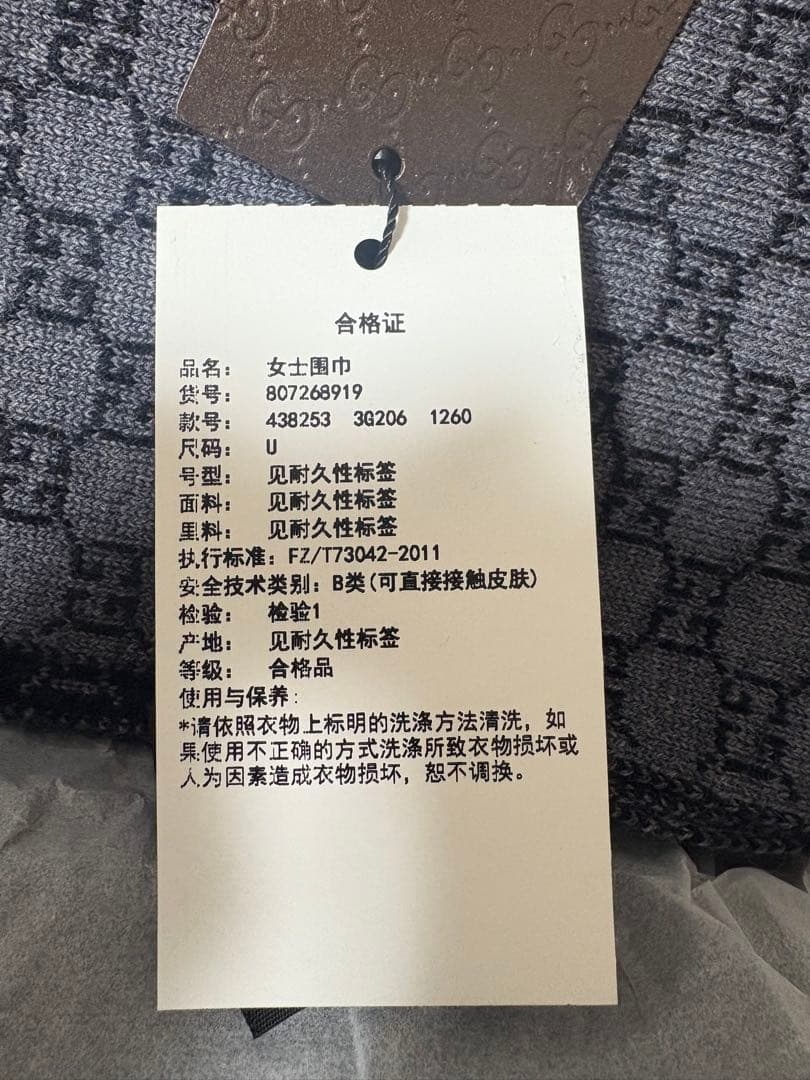 合格证
品名： 女士围巾
货号： 807268919
款号： 438253 3G206 1260
尺码： U
号型： 见耐久性标签
面料： 见耐久性标签
里料： 见耐久性标签
执行标准：FZ/T73042-2011
安全技术类别：B类(可直接接触皮肤)
检验： 检验1
产地： 见耐久性标签
等级： 合格品
使用与保养：
*请依照衣物上标明的洗涤方法清洗，如
果使用不正确的方式洗涤所致衣物损坏或
人为因素造成衣物损坏，恕不调换。